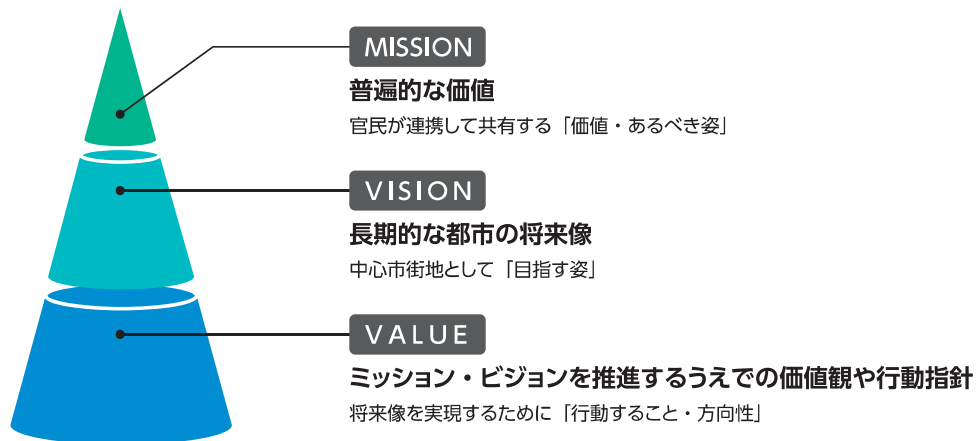 MISSION
普遍的な価値
官民が連携して共有する「価値・あるべき姿」
VISION
長期的な都市の将来像
中心市街地として「目指す姿」
VALUE
ミッション・ビジョンを推進するうえでの価値観や行動指針
将来像を実現するために「行動すること・方向性」